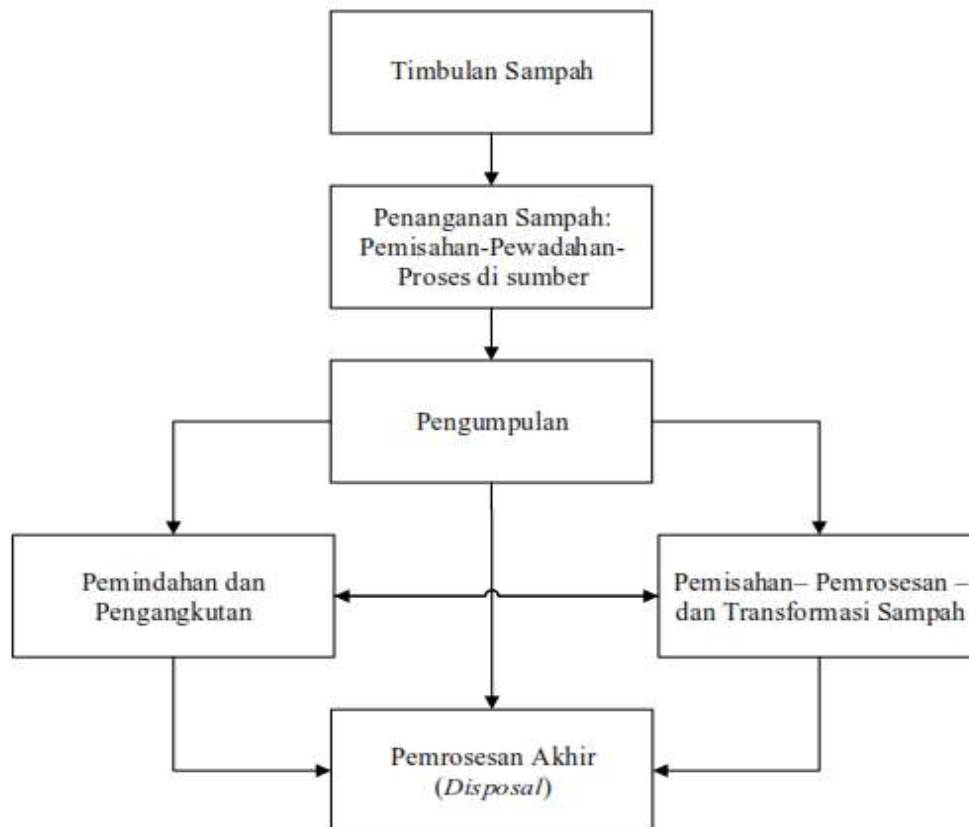 Timbulan Sampah
Penanganan Sampah:
Pemisahan-Pewadahan-
Proses di sumber
Pengumpulan
Pemindahan dan
Pengangkutan
Pemisahan– Pemrosesan –
dan Transformasi Sampah
Pemrosesan Akhir
(Disposal)